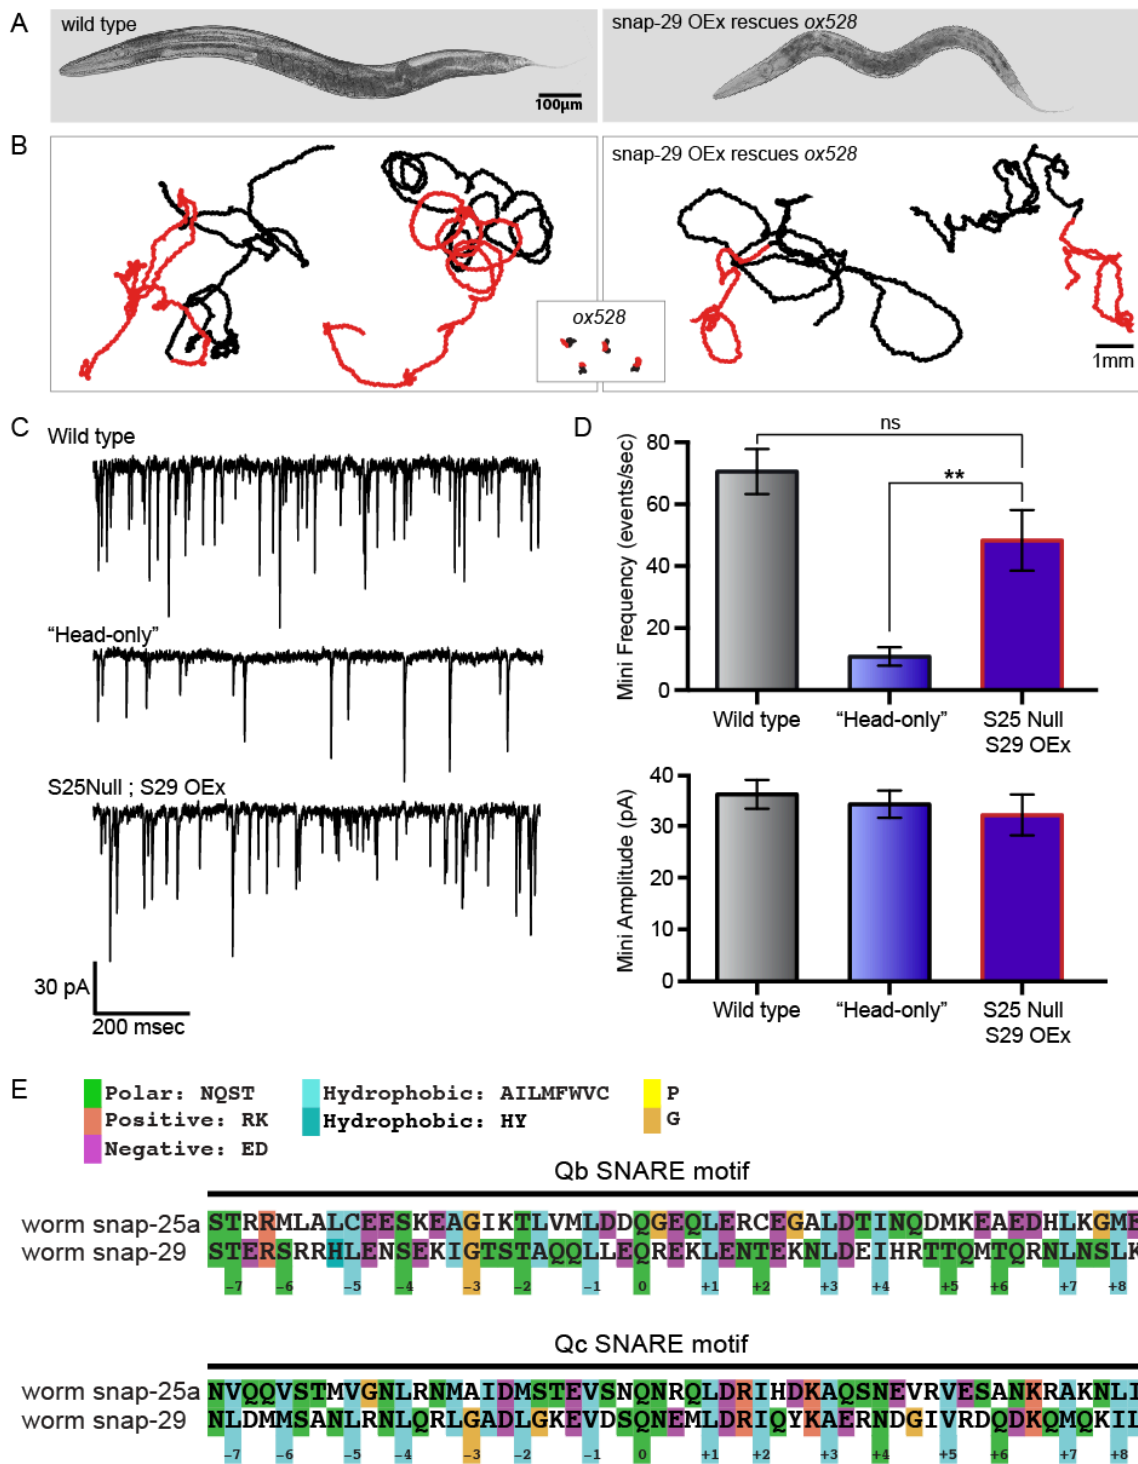 A
wild type
100µm
snap-29 OEx rescues ox528
B
snap-29 OEx rescues ox528
ox528
1mm
C
Wild type
“Head-only”
S25Null ; S29 OEx
30 pA
200 msec
D
ns
**
Mini Frequency (events/sec)
80
60
40
20
0
Wild type
“Head-only”
S25 Null
S29 OEx
Mini Amplitude (pA)
40
30
20
10
0
Wild type
“Head-only”
S25 Null
S29 OEx
E
Polar: NQST
Positive: RK
Negative: ED
Hydrophobic: AILMFWVC
Hydrophobic: HY
P
G
Qb SNARE motif
worm snap-25a STRRMLALCEESKEAGIKTLVMLDDQGEQLERCEGALDTINQDMKEAEDHLKGME
worm snap-29 STERSRRHLENSEKIGTSTAQQLLEQREKLENTEKNLDEIHRTTQMTQRNLNSLK
-7 -6 -5 -4 -3 -2 -1 0 +1 +2 +3 +4 +5 +6 +7 +8
Qc SNARE motif
worm snap-25a NVQQVSTMVGNLRNMAIDMSTEVSNQNRQLDRIHDKAQSNEVRVESANKRAKNLI
worm snap-29 NLDMMSANLRNLQRLGADLGKEVDSQNEMLDRIQYKAERNDGIVRDQDKQMQKIL
-7 -6 -5 -4 -3 -2 -1 0 +1 +2 +3 +4 +5 +6 +7 +8